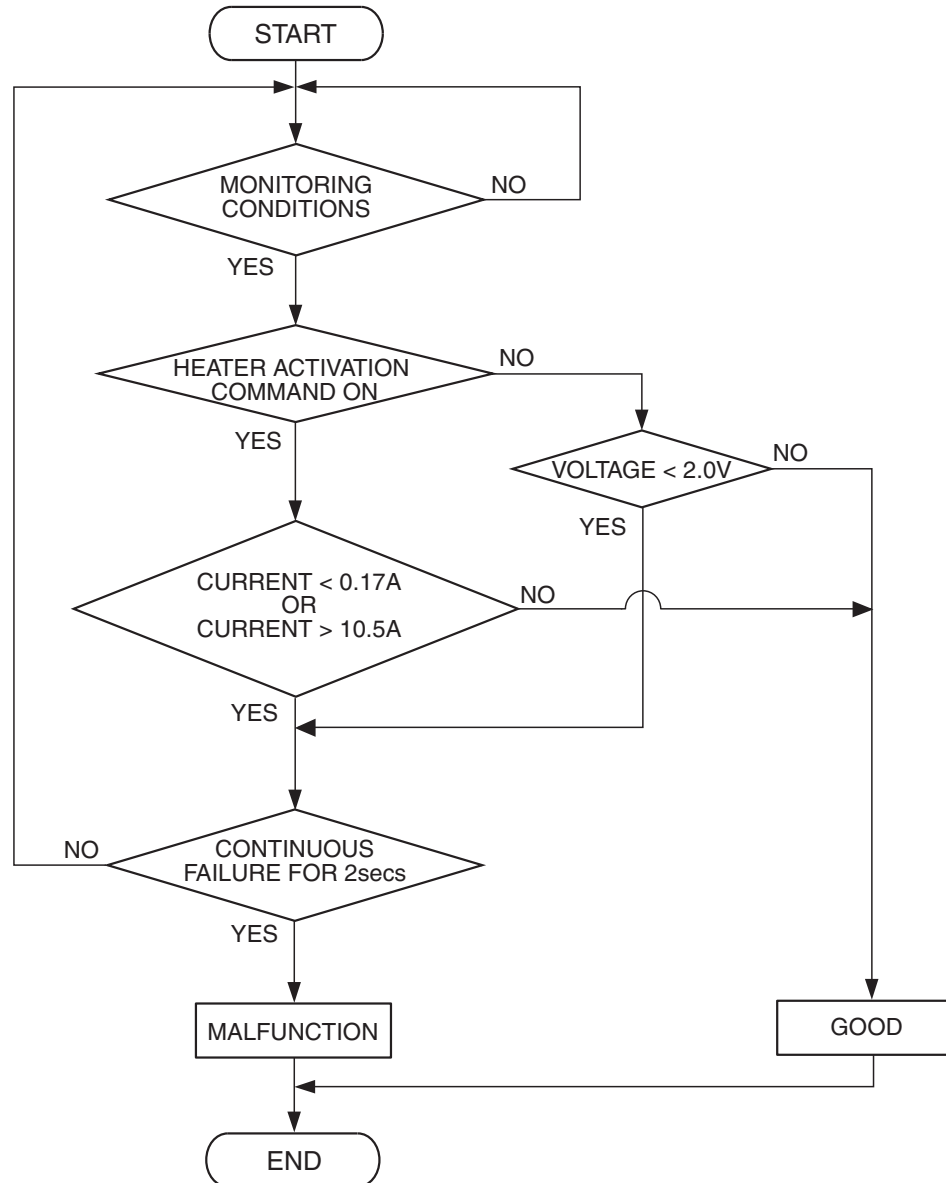 START
MONITORING
CONDITIONS
NO
YES
HEATER ACTIVATION
COMMAND ON
NO
YES
VOLTAGE < 2.0V
NO
YES
CURRENT < 0.17A
OR
CURRENT > 10.5A
NO
YES
CONTINUOUS
FAILURE FOR 2secs
NO
YES
MALFUNCTION
GOOD
END